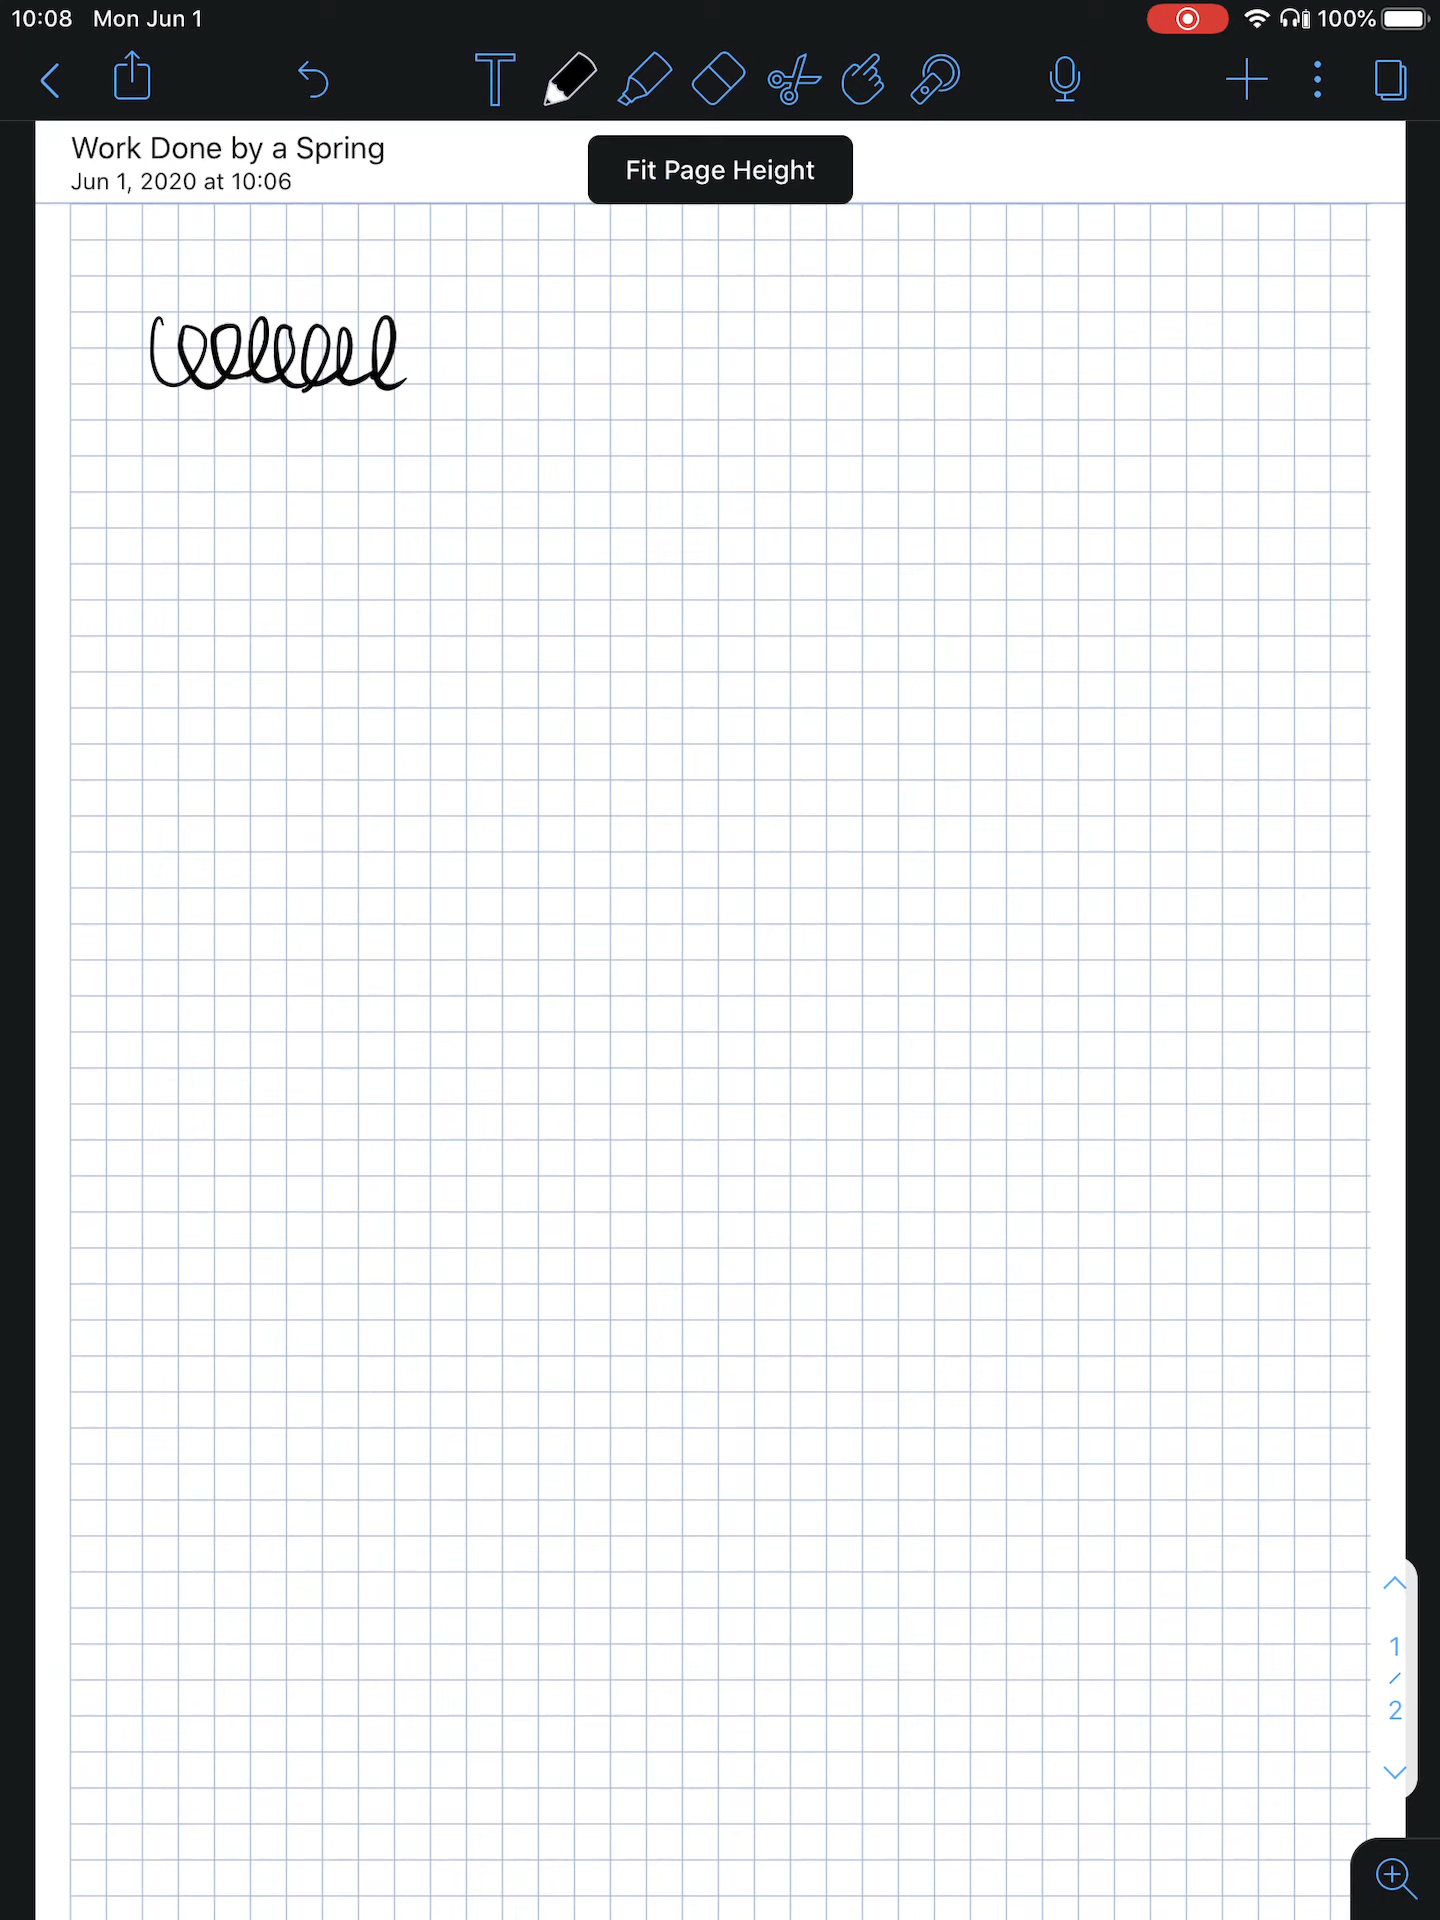 10:08 Mon Jun 1 100%
T
Work Done by a Spring
Jun 1, 2020 at 10:06
Fit Page Height
1
/
2